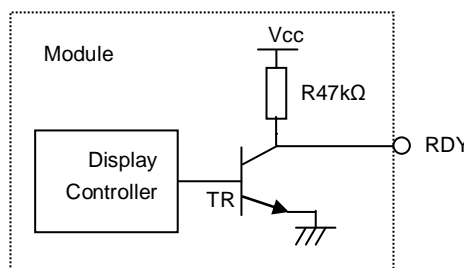 Vcc
Module
R47kΩ
Display
Controller
RDY
TR